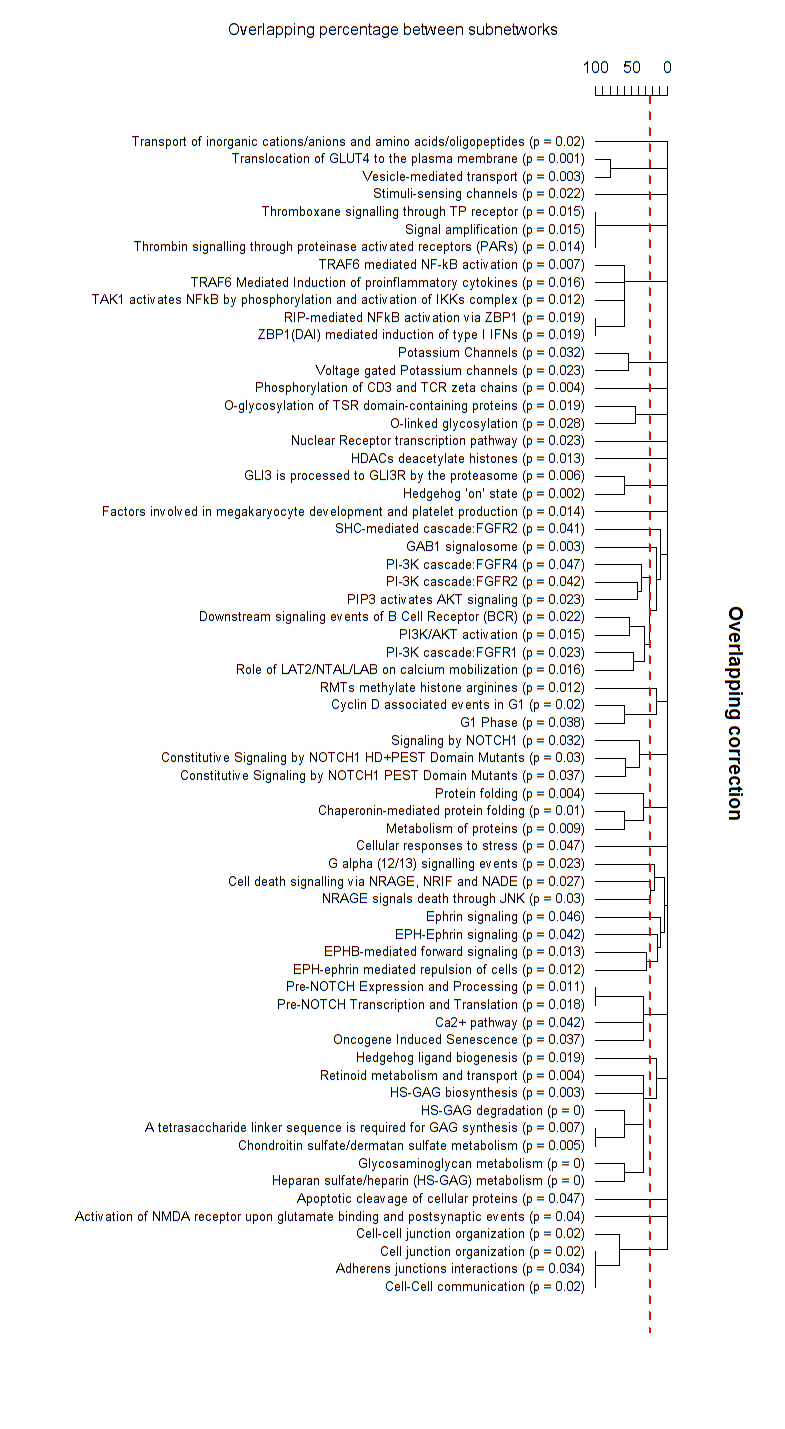 Overlapping percentage between subnetworks
100 50 0
Transport of inorganic cations/anions and amino acids/oligopeptides (p = 0.02)
Translocation of GLUT4 to the plasma membrane (p = 0.001)
Vesicle-mediated transport (p = 0.003)
Stimuli-sensing channels (p = 0.022)
Thromboxane signalling through TP receptor (p = 0.015)
Signal amplification (p = 0.015)
Thrombin signalling through proteinase activated receptors (PARs) (p = 0.014)
TRAF6 mediated NF-kB activation (p = 0.007)
TRAF6 Mediated Induction of proinflammatory cytokines (p = 0.016)
TAK1 activates NFkB by phosphorylation and activation of IKKs complex (p = 0.012)
RIP-mediated NFkB activation via ZBP1 (p = 0.019)
ZBP1(DAI) mediated induction of type I IFNs (p = 0.019)
Potassium Channels (p = 0.032)
Voltage gated Potassium channels (p = 0.023)
Phosphorylation of CD3 and TCR zeta chains (p = 0.004)
O-glycosylation of TSR domain-containing proteins (p = 0.019)
O-linked glycosylation (p = 0.028)
Nuclear Receptor transcription pathway (p = 0.023)
HDACs deacetylate histones (p = 0.013)
GLI3 is processed to GLI3R by the proteasome (p = 0.006)
Hedgehog 'on' state (p = 0.002)
Factors involved in megakaryocyte development and platelet production (p = 0.014)
SHC-mediated cascade:FGFR2 (p = 0.041)
GAB1 signalosome (p = 0.003)
PI-3K cascade:FGFR4 (p = 0.047)
PI-3K cascade:FGFR2 (p = 0.042)
PIP3 activates AKT signaling (p = 0.023)
Downstream signaling events of B Cell Receptor (BCR) (p = 0.022)
PI3K/AKT activation (p = 0.015)
PI-3K cascade:FGFR1 (p = 0.023)
Role of LAT2/NTAL/LAB on calcium mobilization (p = 0.016)
RMTs methylate histone arginines (p = 0.012)
Cyclin D associated events in G1 (p = 0.02)
G1 Phase (p = 0.038)
Signaling by NOTCH1 (p = 0.032)
Constitutive Signaling by NOTCH1 HD+PEST Domain Mutants (p = 0.03)
Constitutive Signaling by NOTCH1 PEST Domain Mutants (p = 0.037)
Protein folding (p = 0.004)
Chaperonin-mediated protein folding (p = 0.01)
Metabolism of proteins (p = 0.009)
Cellular responses to stress (p = 0.047)
G alpha (12/13) signalling events (p = 0.023)
Cell death signalling via NRAGE, NRIF and NADE (p = 0.027)
NRAGE signals death through JNK (p = 0.03)
Ephrin signaling (p = 0.046)
EPH-Ephrin signaling (p = 0.042)
EPHB-mediated forward signaling (p = 0.013)
EPH-ephrin mediated repulsion of cells (p = 0.012)
Pre-NOTCH Expression and Processing (p = 0.011)
Pre-NOTCH Transcription and Translation (p = 0.018)
Ca2+ pathway (p = 0.042)
Oncogene Induced Senescence (p = 0.037)
Hedgehog ligand biogenesis (p = 0.019)
Retinoid metabolism and transport (p = 0.004)
HS-GAG biosynthesis (p = 0.003)
HS-GAG degradation (p = 0)
A tetrasaccharide linker sequence is required for GAG synthesis (p = 0.007)
Chondroitin sulfate/dermatan sulfate metabolism (p = 0.005)
Glycosaminoglycan metabolism (p = 0)
Heparan sulfate/heparin (HS-GAG) metabolism (p = 0)
Apoptotic cleavage of cellular proteins (p = 0.047)
Activation of NMDA receptor upon glutamate binding and postsynaptic events (p = 0.04)
Cell-cell junction organization (p = 0.02)
Cell junction organization (p = 0.02)
Adherens junctions interactions (p = 0.034)
Cell-Cell communication (p = 0.02)
Overlapping correction